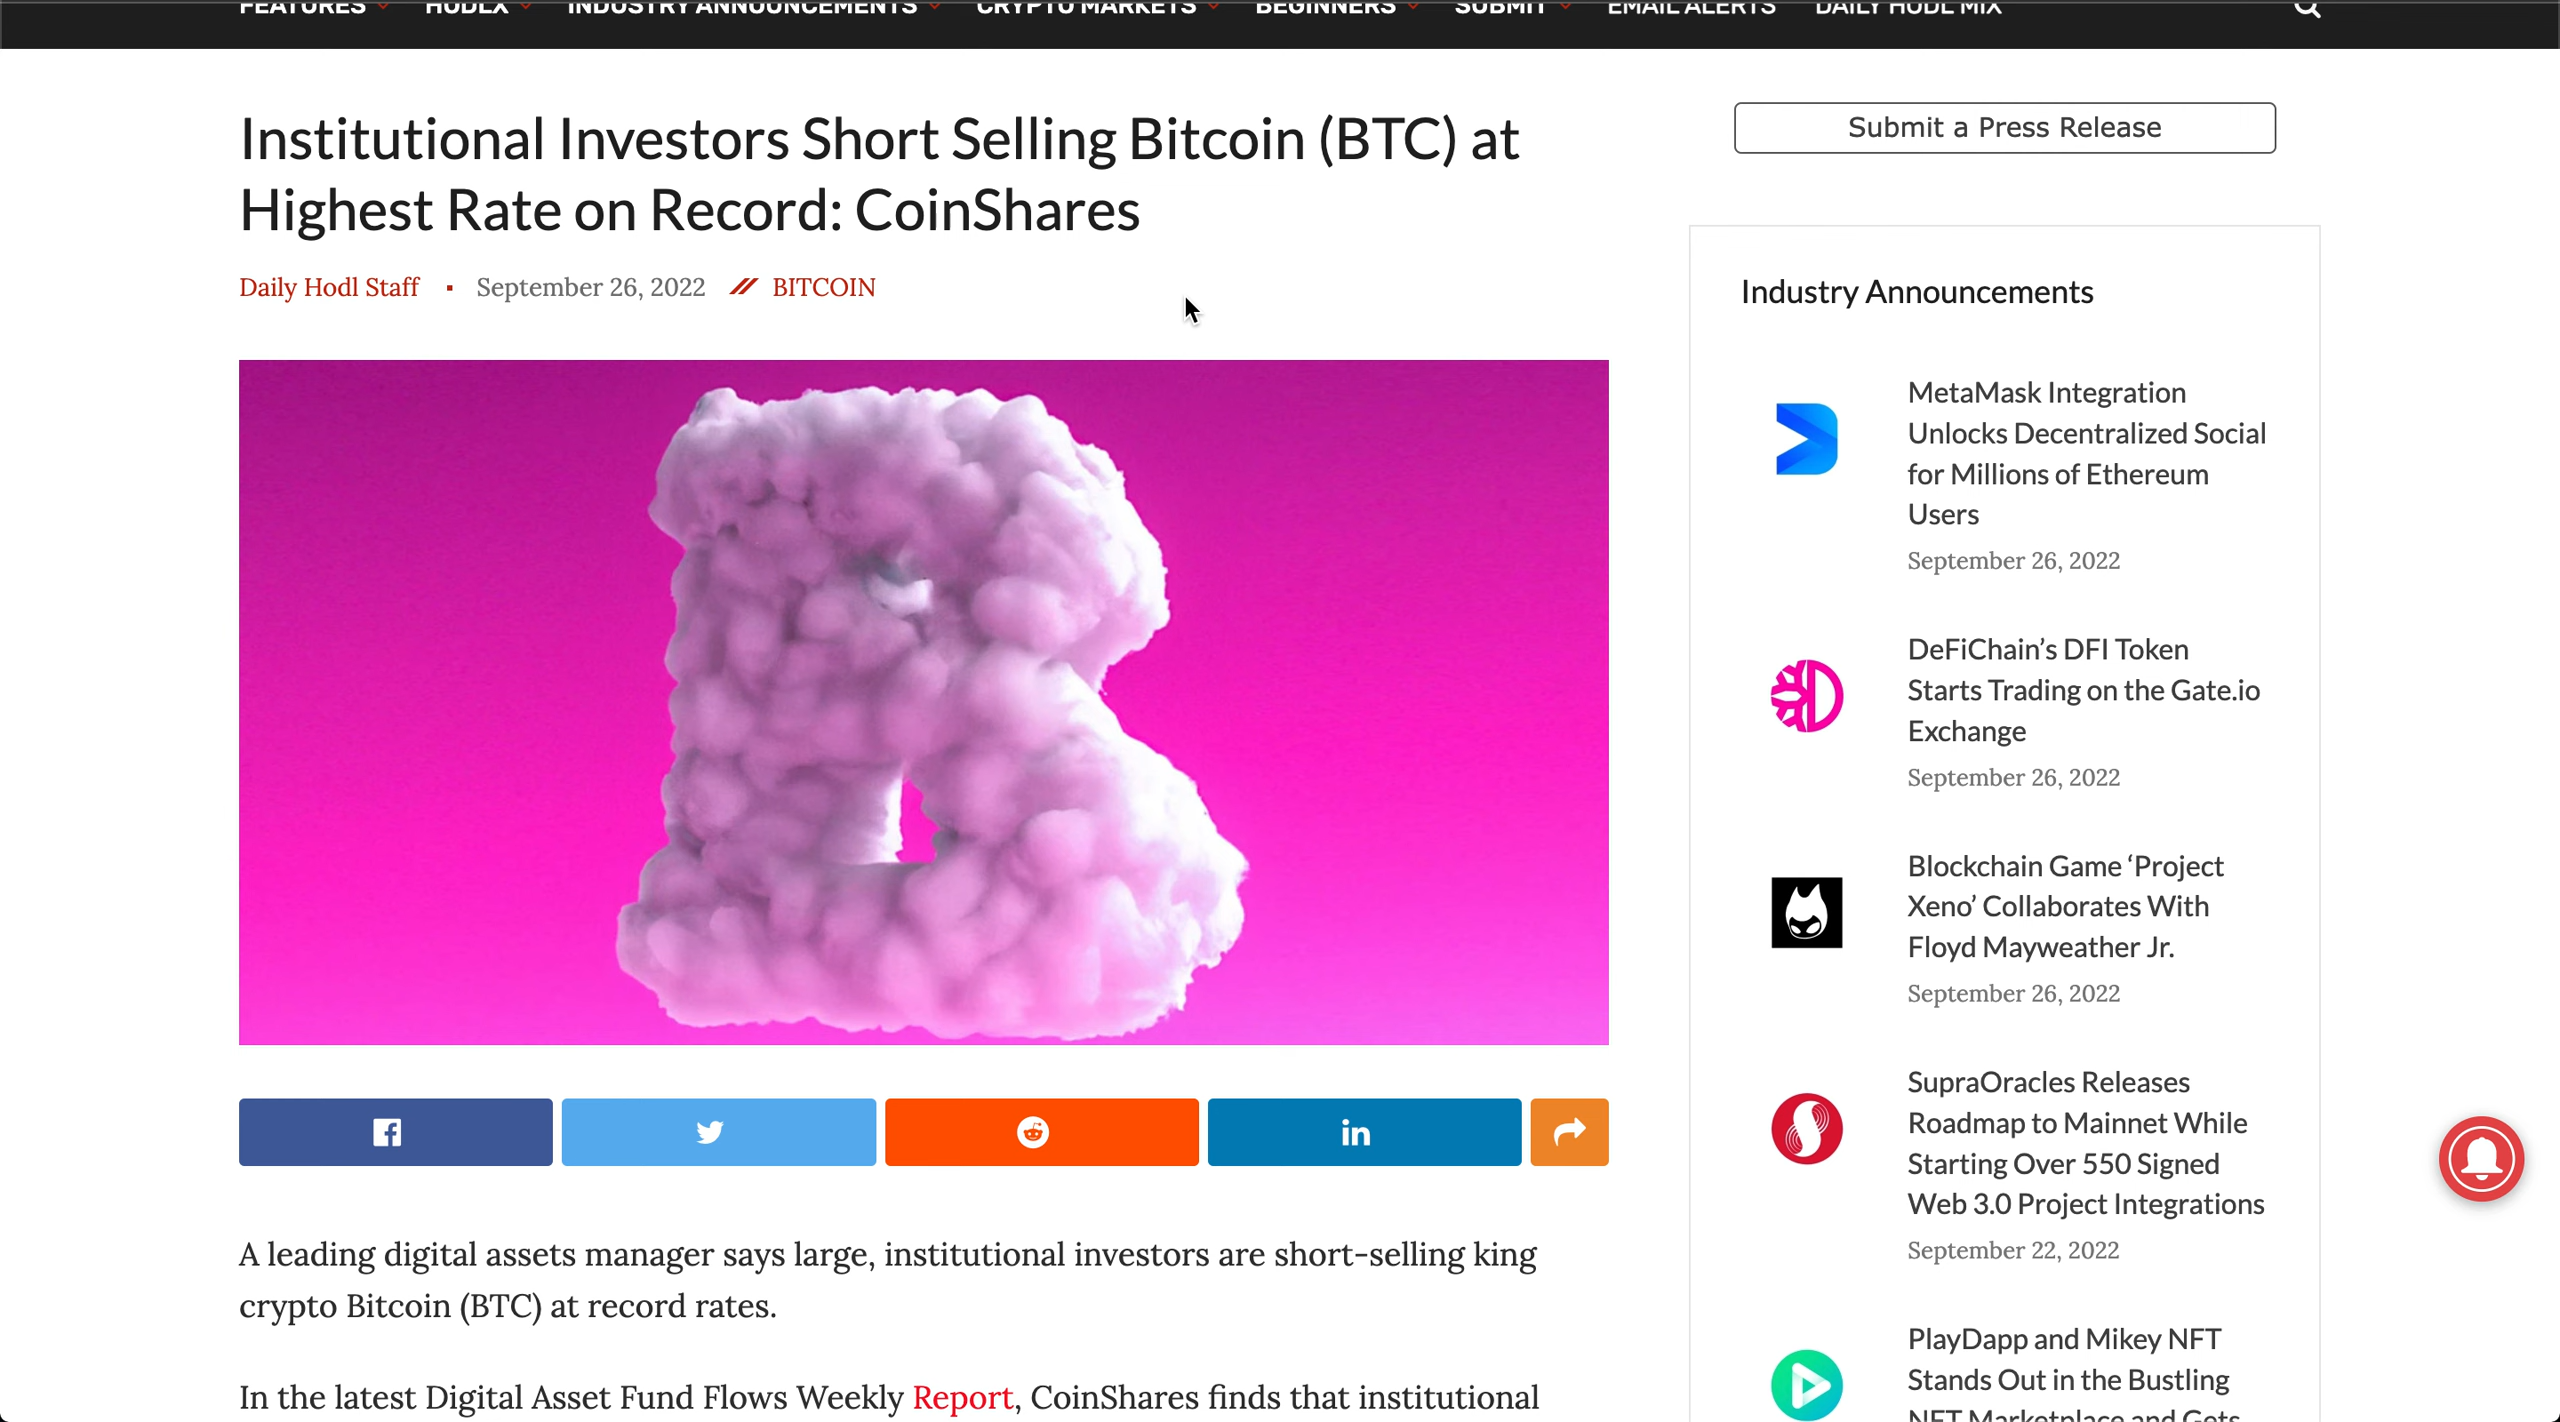 FEATURES HODLX INDUSTRY ANNOUNCEMENTS CRYPTO MARKETS BEGINNERS SUBMIT EMAIL ALERTS DAILY HODL MIX
Institutional Investors Short Selling Bitcoin (BTC) at
Highest Rate on Record: CoinShares
Daily Hodl Staff ▪ September 26, 2022 // BITCOIN
A leading digital assets manager says large, institutional investors are short-selling king
crypto Bitcoin (BTC) at record rates.
In the latest Digital Asset Fund Flows Weekly Report, CoinShares finds that institutional
Submit a Press Release
Industry Announcements
MetaMask Integration
Unlocks Decentralized Social
for Millions of Ethereum
Users
September 26, 2022
DeFiChain’s DFI Token
Starts Trading on the Gate.io
Exchange
September 26, 2022
Blockchain Game ‘Project
Xeno’ Collaborates With
Floyd Mayweather Jr.
September 26, 2022
SupraOracles Releases
Roadmap to Mainnet While
Starting Over 550 Signed
Web 3.0 Project Integrations
September 22, 2022
PlayDapp and Mikey NFT
Stands Out in the Bustling
NFT Marketplace and Gets